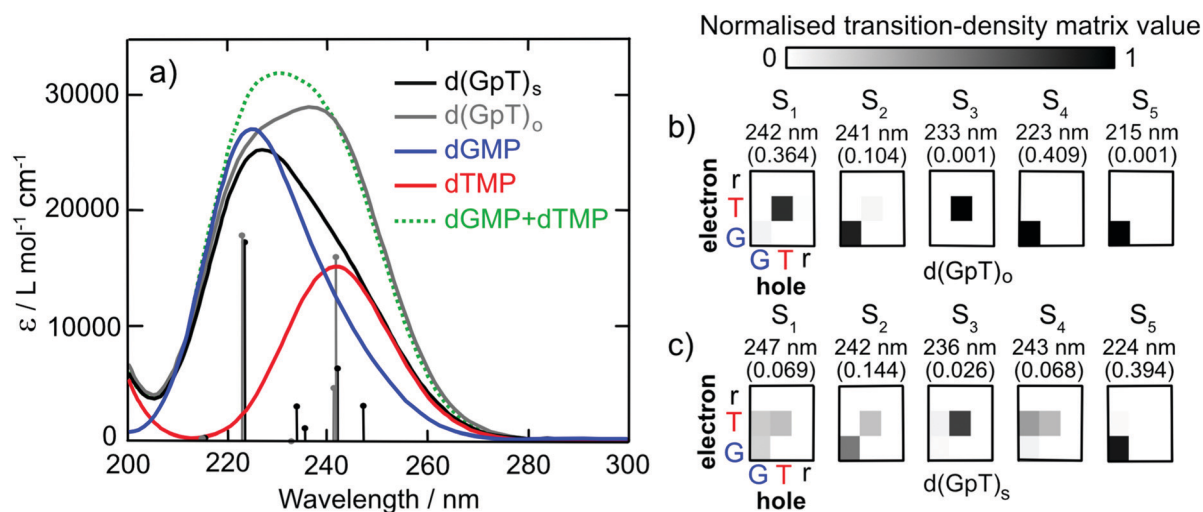 a)
ε / L mol⁻¹ cm⁻¹
30000
20000
10000
0
200
220
240
260
280
300
Wavelength / nm
d(GpT)s
d(GpT)o
dGMP
dTMP
dGMP+dTMP
Normalised transition-density matrix value
0
1
b)
S₁ S₂ S₃ S₄ S₅
242 nm 241 nm 233 nm 223 nm 215 nm
(0.364) (0.104) (0.001) (0.409) (0.001)
electron
r
T
G
G T r
hole
d(GpT)o
c)
S₁ S₂ S₃ S₄ S₅
247 nm 242 nm 236 nm 243 nm 224 nm
(0.069) (0.144) (0.026) (0.068) (0.394)
electron
r
T
G
G T r
hole
d(GpT)s